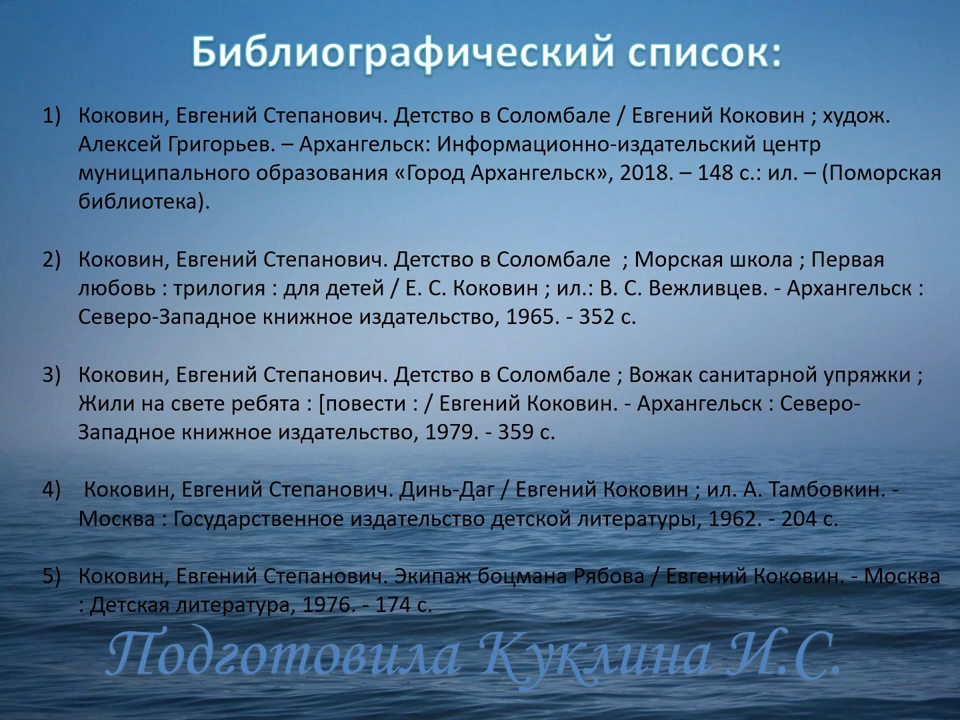 Библиографический список:
1) Коковин, Евгений Степанович. Детство в Соломбале / Евгений Коковин ; худож.
Алексей Григорьев. – Архангельск: Информационно-издательский центр
муниципального образования «Город Архангельск», 2018. – 148 с.: ил. – (Поморская
библиотека).
2) Коковин, Евгений Степанович. Детство в Соломбале ; Морская школа ; Первая
любовь : трилогия : для детей / Е. С. Коковин ; ил.: В. С. Вежливцев. - Архангельск :
Северо-Западное книжное издательство, 1965. - 352 с.
3) Коковин, Евгений Степанович. Детство в Соломбале ; Вожак санитарной упряжки ;
Жили на свете ребята : [повести : / Евгений Коковин. - Архангельск : Северо-
Западное книжное издательство, 1979. - 359 с.
4) Коковин, Евгений Степанович. Динь-Даг / Евгений Коковин ; ил. А. Тамбовкин. -
Москва : Государственное издательство детской литературы, 1962. - 204 с.
5) Коковин, Евгений Степанович. Экипаж боцмана Рябова / Евгений Коковин. - Москва
: Детская литература, 1976. - 174 с.
Подготовила Куклина И.С.